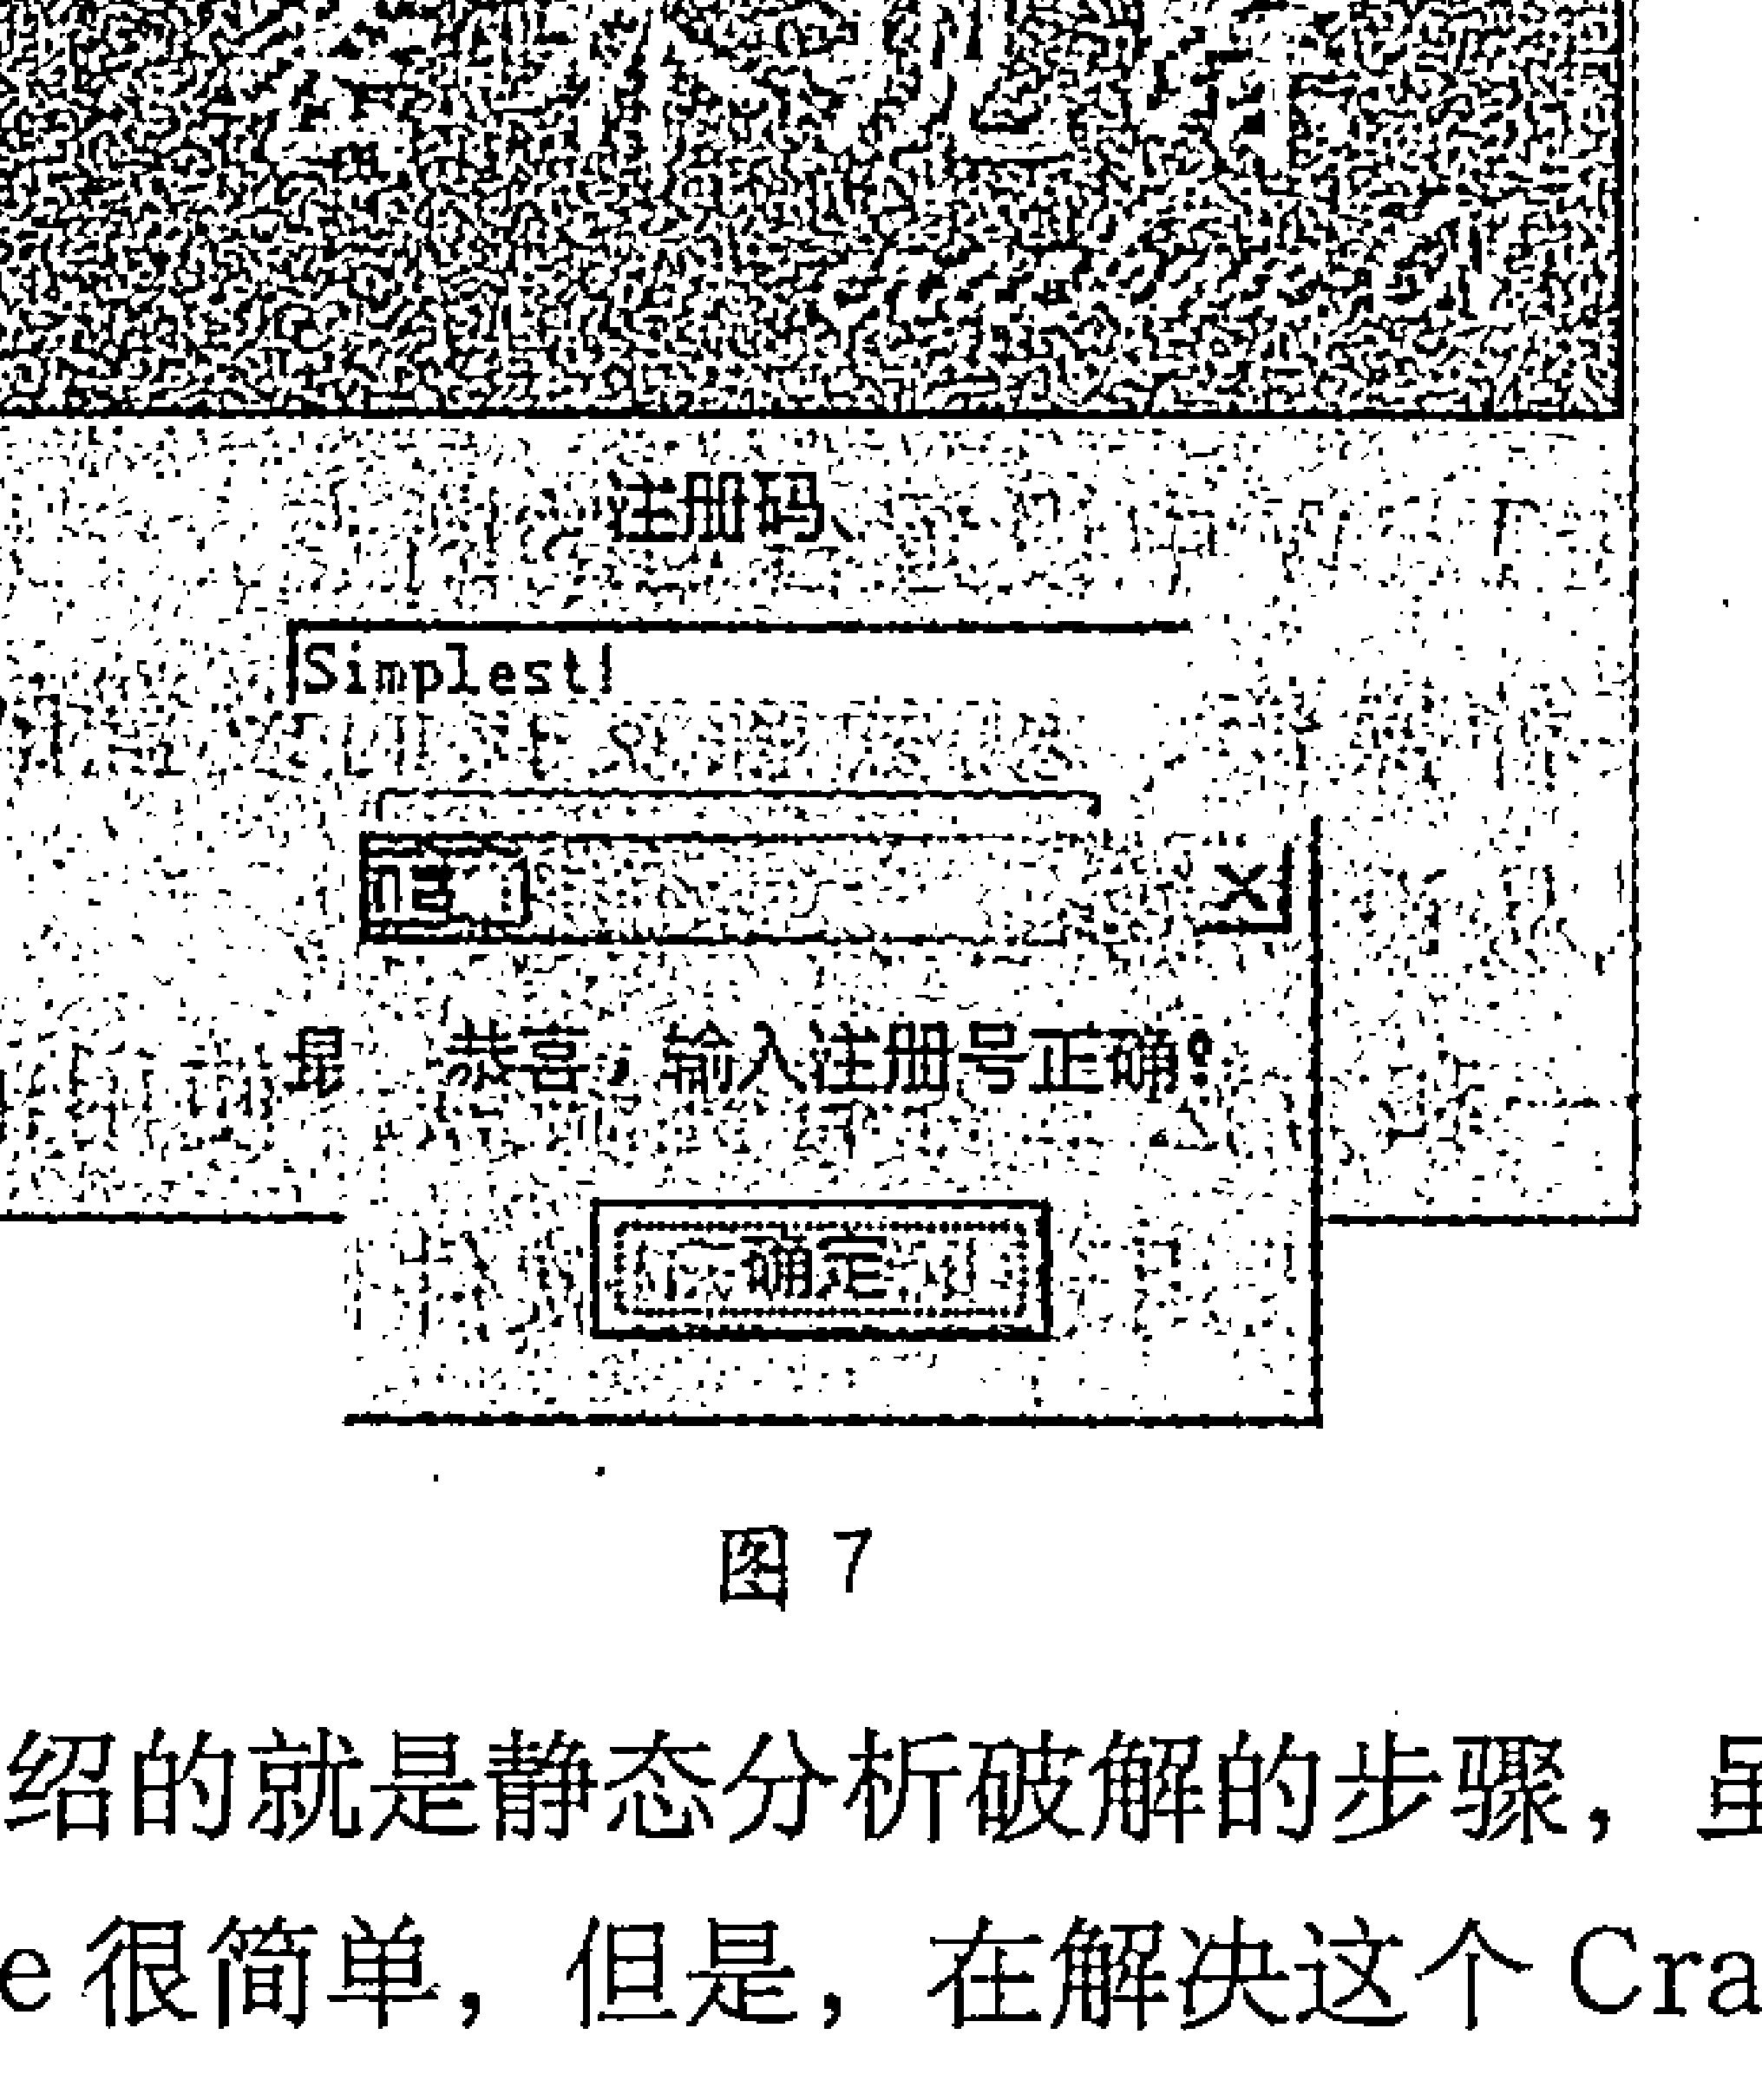 注册码
Simplest!
恭喜，输入注册号正确!
确定
图 7
绍的就是静态分析破解的步骤，虽
e 很简单，但是，在解决这个 Cra